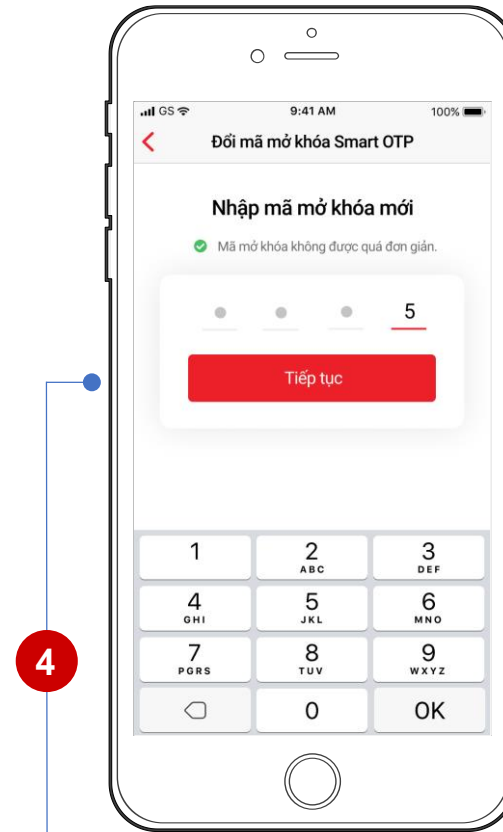 GS 9:41 AM 100%
Đổi mã mở khóa Smart OTP
Nhập mã mở khóa mới
Mã mở khóa không được quá đơn giản.
5
Tiếp tục
1 2 3
ABC DEF
4 5 6
GHI JKL MNO
7 8 9
PGRS TUV WXYZ
0 OK
4